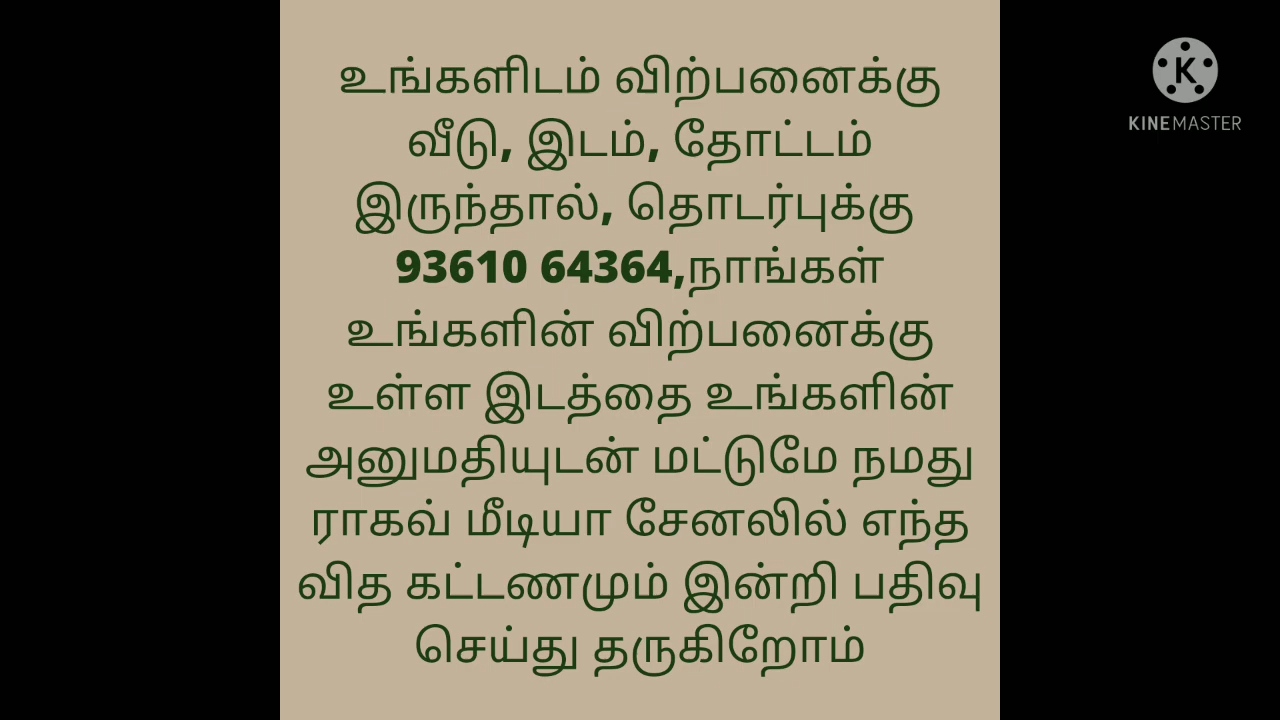 உங்களிடம் விற்பனைக்கு
வீடு, இடம், தோட்டம்
இருந்தால், தொடர்புக்கு
93610 64364,நாங்கள்
உங்களின் விற்பனைக்கு
உள்ள இடத்தை உங்களின்
அனுமதியுடன் மட்டுமே நமது
ராகவ் மீடியா சேனலில் எந்த
வித கட்டணமும் இன்றி பதிவு
செய்து தருகிறோம்
K
KINEMASTER